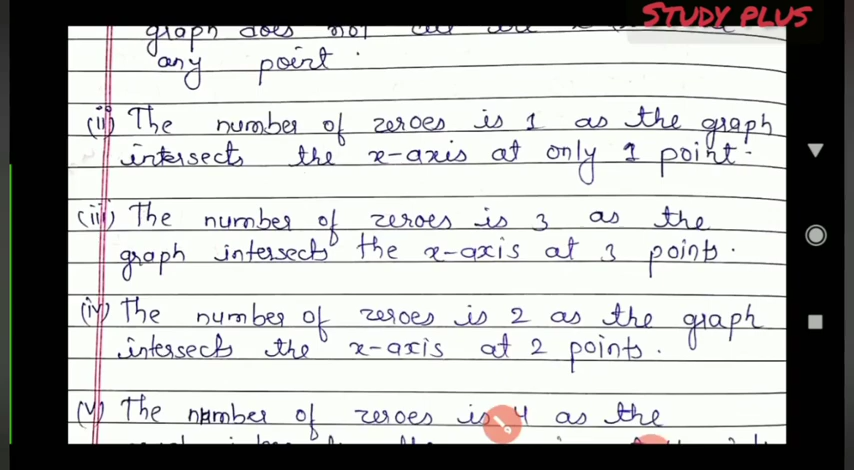 STUDY PLUS
graph does not
any point.
(ii) The number of zeroes is 1 as the graph
intersects the x-axis at only 1 point.
(iii) The number of zeroes is 3 as the
graph intersects the x-axis at 3 points.
(iv) The number of zeroes is 2 as the graph
intersects the x-axis at 2 points.
(v) The number of zeroes is 4 as the